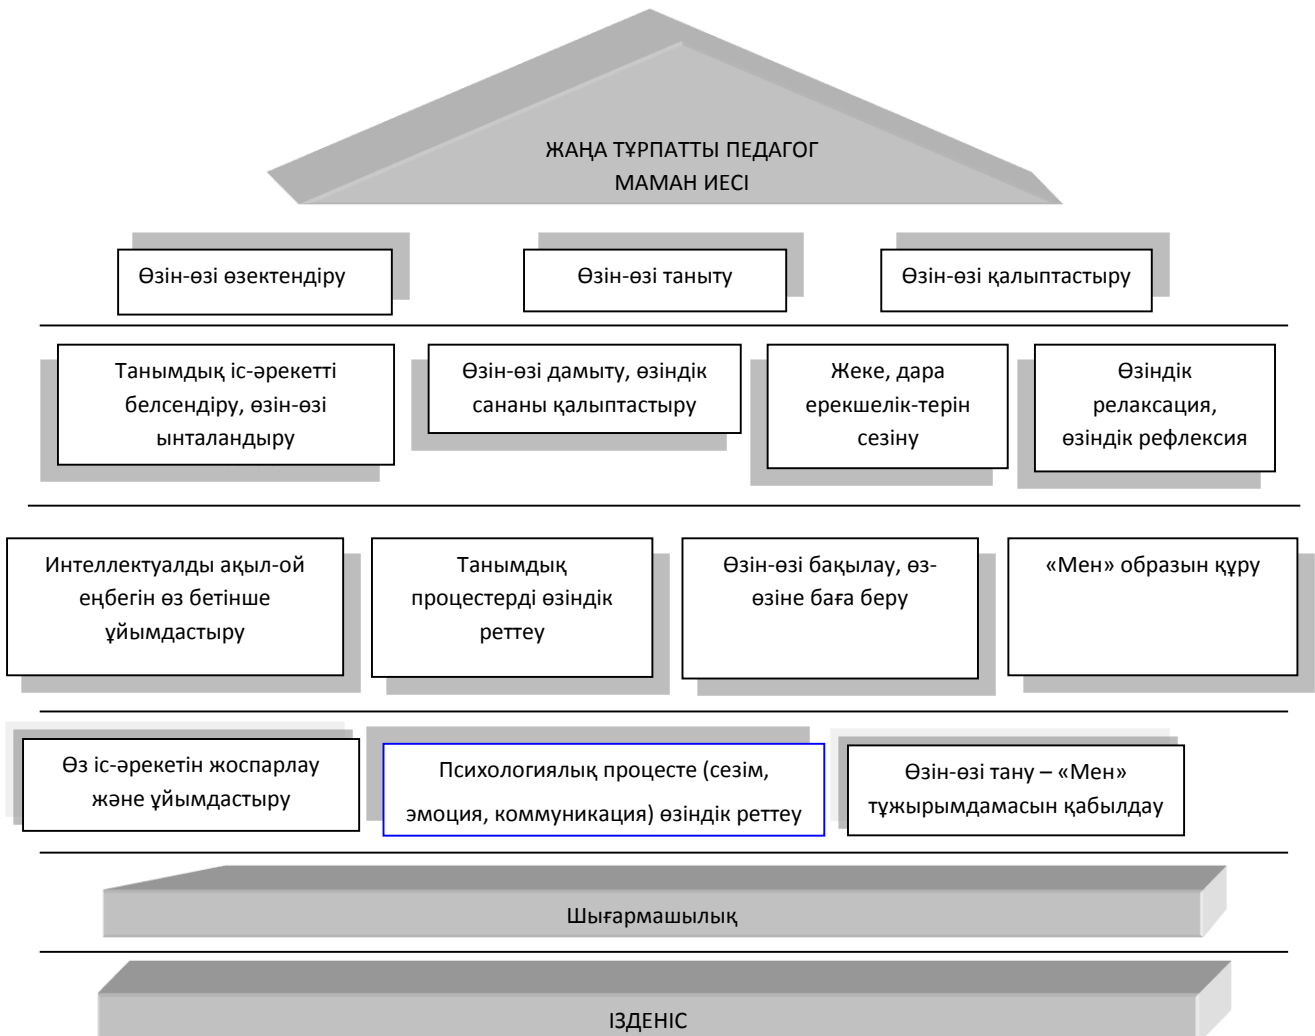 ЖАҢА ТҰРПАТТЫ ПЕДАГОГ
МАМАН ИЕСІ
Өзін-өзі өзектендіру
Өзін-өзі таныту
Өзін-өзі қалыптастыру
Танымдық іс-әрекетті
белсендіру, өзін-өзі
ынталандыру
Өзін-өзі дамыту, өзіндік
сананы қалыптастыру
Жеке, дара
ерекшелік-терін
сезіну
Өзіндік
релаксация,
өзіндік рефлексия
Интеллектуалды ақыл-ой
еңбегін өз бетінше
ұйымдастыру
Танымдық
процестерді өзіндік
реттеу
Өзін-өзі бақылау, өз-
өзіне баға беру
«Мен» образын құру
Өз іс-әрекетін жоспарлау
және ұйымдастыру
Психологиялық процесте (сезім,
эмоция, коммуникация) өзіндік реттеу
Өзін-өзі тану – «Мен»
тұжырымдамасын қабылдау
Шығармашылық
ІЗДЕНІС